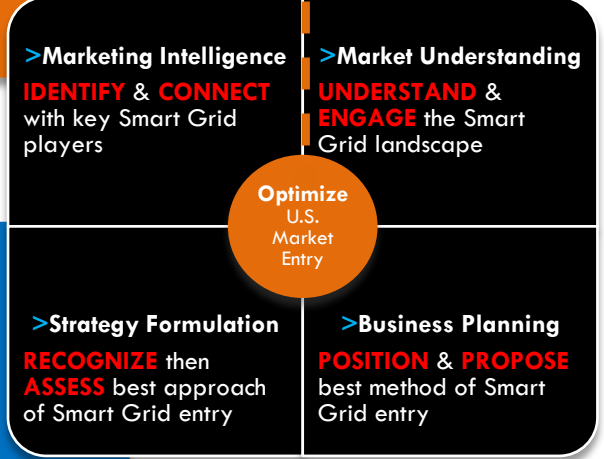 >Marketing Intelligence
IDENTIFY & CONNECT
with key Smart Grid
players
>Market Understanding
UNDERSTAND &
ENGAGE the Smart
Grid landscape
Optimize
U.S.
Market
Entry
>Strategy Formulation
RECOGNIZE then
ASSESS best approach
of Smart Grid entry
>Business Planning
POSITION & PROPOSE
best method of Smart
Grid entry